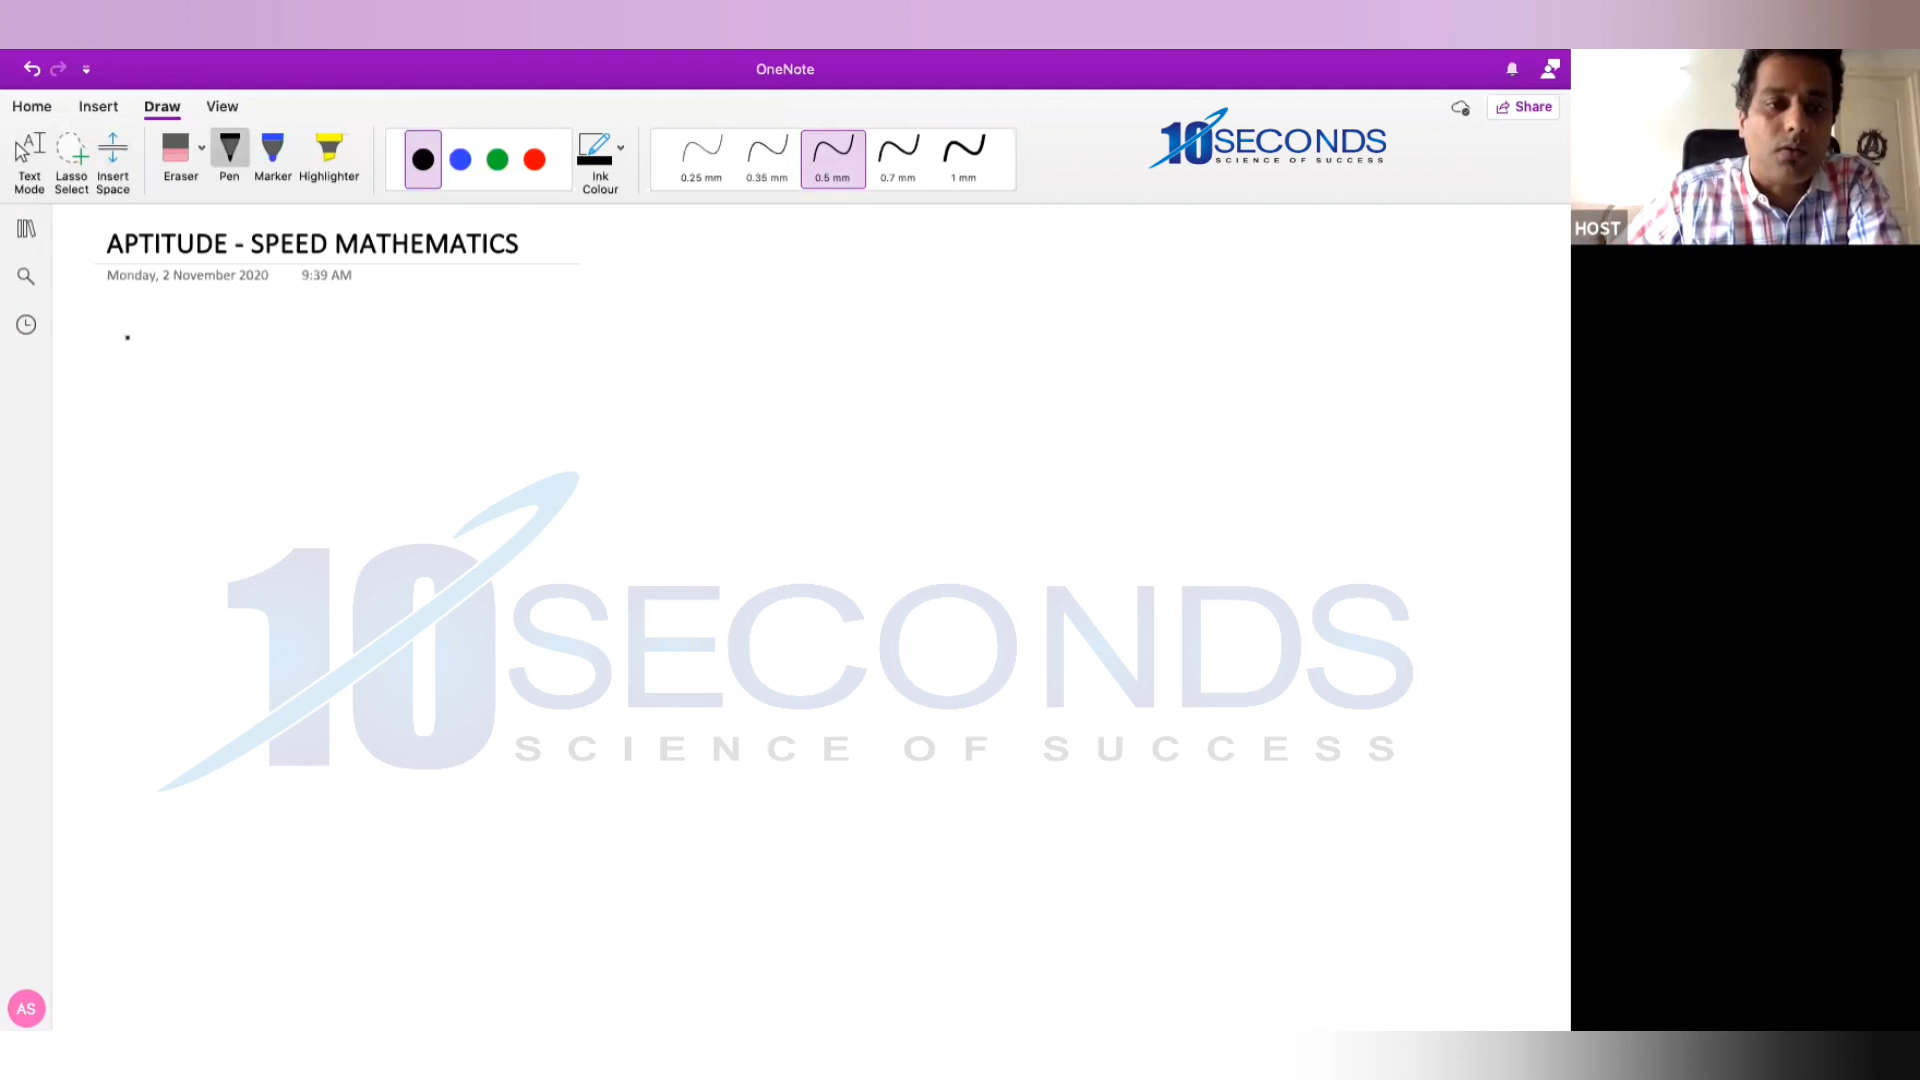 OneNote
Home Insert Draw View
Share
Text Mode
Lasso Select
Insert Space
Eraser
Pen
Marker
Highlighter
Ink Colour
0.25 mm
0.35 mm
0.5 mm
0.7 mm
1 mm
10SECONDS
SCIENCE OF SUCCESS
HOST
APTITUDE - SPEED MATHEMATICS
Monday, 2 November 2020 9:39 AM
10SECONDS
SCIENCE OF SUCCESS
AS